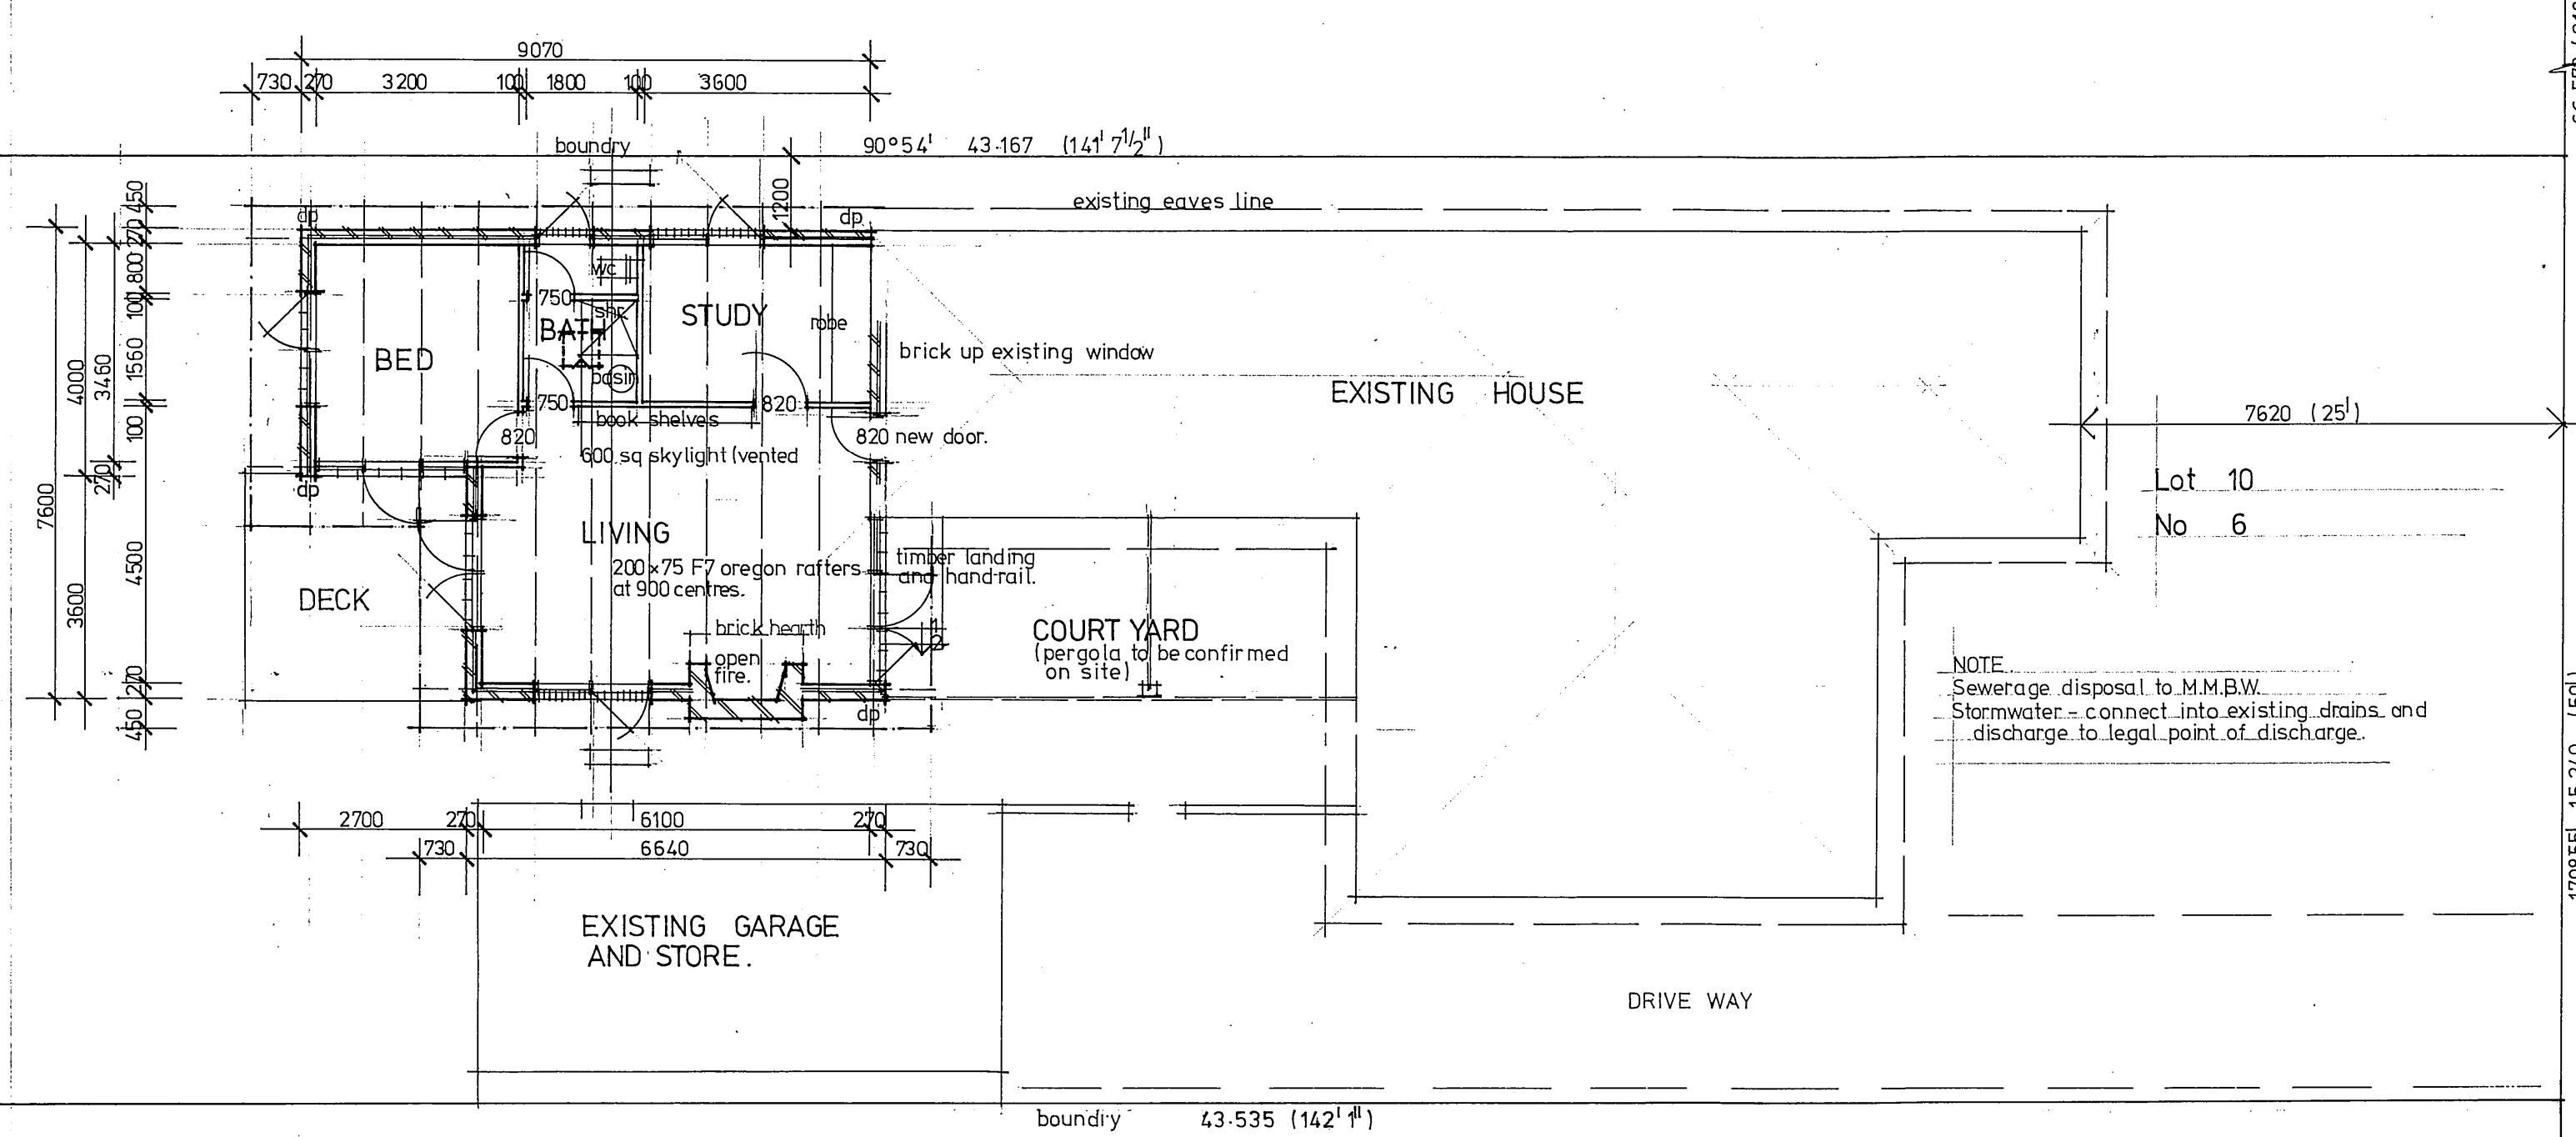 9070
730 270 3200 100 1800 100 3600
boundry
90°54' 43·167 (141' 7½")
1200
existing eaves line
dp
dp
450
270
800
100
1560
100
270
4500
270
450
3460
4000
3600
7600
wc
750
shr
BATH
STUDY
robe
BED
basin
brick up existing window
EXISTING HOUSE
7620 (25')
750
820
book shelves
820
820 new door.
600 sq skylight (vented
dp
Lot 10
No 6
LIVING
200×75 F7 oregon rafters
at 900 centres.
timber landing
and hand-rail.
DECK
brick hearth
open
fire.
1
2
COURT YARD
(pergola to be confirmed
on site)
dp
NOTE.
Sewerage disposal to M.M.B.W.
Stormwater - connect into existing drains and
discharge to legal point of discharge.
2700 270 6100 270
730 6640 730
EXISTING GARAGE
AND STORE.
DRIVE WAY
boundry 43·535 (142' 1")
15·240 (50')